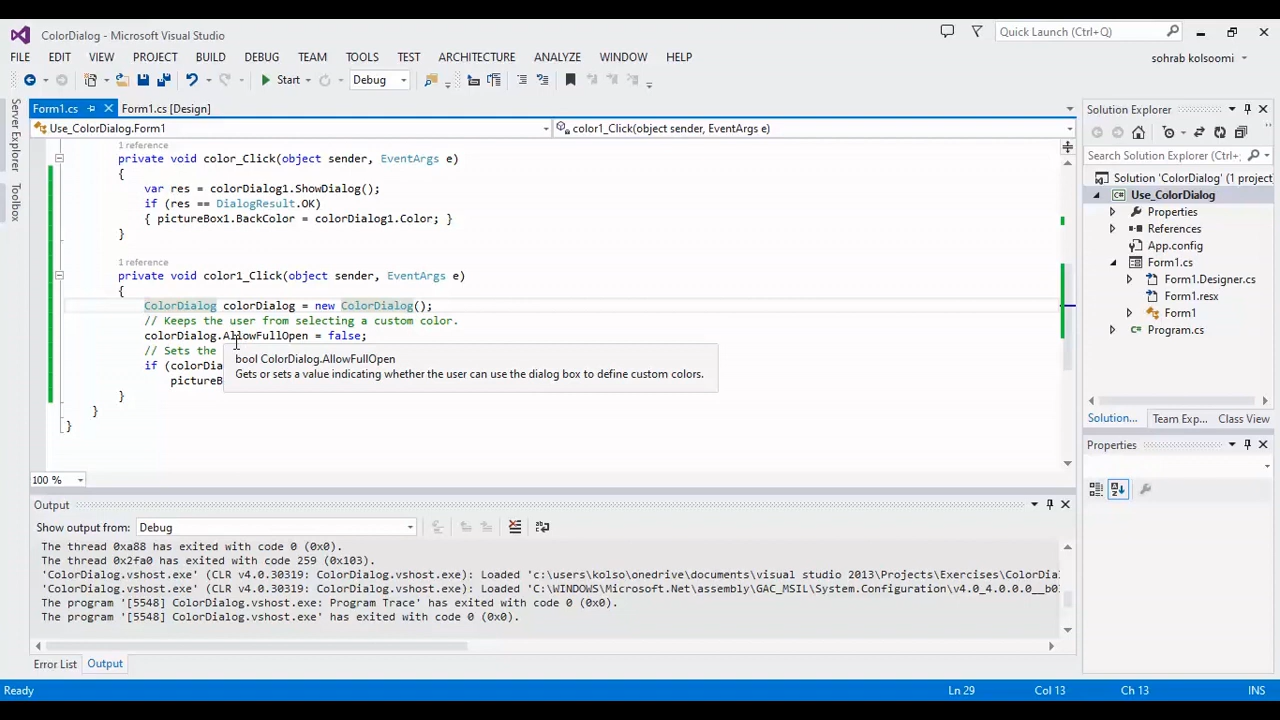 ColorDialog - Microsoft Visual Studio
Quick Launch (Ctrl+Q)
FILE EDIT VIEW PROJECT BUILD DEBUG TEAM TOOLS TEST ARCHITECTURE ANALYZE WINDOW HELP
sohrab kolsoomi
Start Debug
Server Explorer
Toolbox
Form1.cs Form1.cs [Design]
Use_ColorDialog.Form1 color1_Click(object sender, EventArgs e)
1 reference
private void color_Click(object sender, EventArgs e)
{
var res = colorDialog1.ShowDialog();
if (res == DialogResult.OK)
{ pictureBox1.BackColor = colorDialog1.Color; }
}
1 reference
private void color1_Click(object sender, EventArgs e)
{
ColorDialog colorDialog = new ColorDialog();
// Keeps the user from selecting a custom color.
colorDialog.AllowFullOpen = false;
// Sets the
if (colorDia
pictureB
}
}
}
bool ColorDialog.AllowFullOpen
Gets or sets a value indicating whether the user can use the dialog box to define custom colors.
100 %
Output
Show output from: Debug
The thread 0xa88 has exited with code 0 (0x0).
The thread 0x2fa0 has exited with code 259 (0x103).
'ColorDialog.vshost.exe' (CLR v4.0.30319: ColorDialog.vshost.exe): Loaded 'c:\users\kolso\onedrive\documents\visual studio 2013\Projects\Exercises\ColorDia
'ColorDialog.vshost.exe' (CLR v4.0.30319: ColorDialog.vshost.exe): Loaded 'C:\WINDOWS\Microsoft.Net\assembly\GAC_MSIL\System.Configuration\v4.0_4.0.0.0__b0
The program '[5548] ColorDialog.vshost.exe: Program Trace' has exited with code 0 (0x0).
The program '[5548] ColorDialog.vshost.exe' has exited with code 0 (0x0).
Error List Output
Solution Explorer
Search Solution Explorer (Ctrl+;
Solution 'ColorDialog' (1 project
C# Use_ColorDialog
Properties
References
App.config
Form1.cs
Form1.Designer.cs
Form1.resx
Form1
Program.cs
Solution... Team Exp... Class View
Properties
Ready Ln 29 Col 13 Ch 13 INS